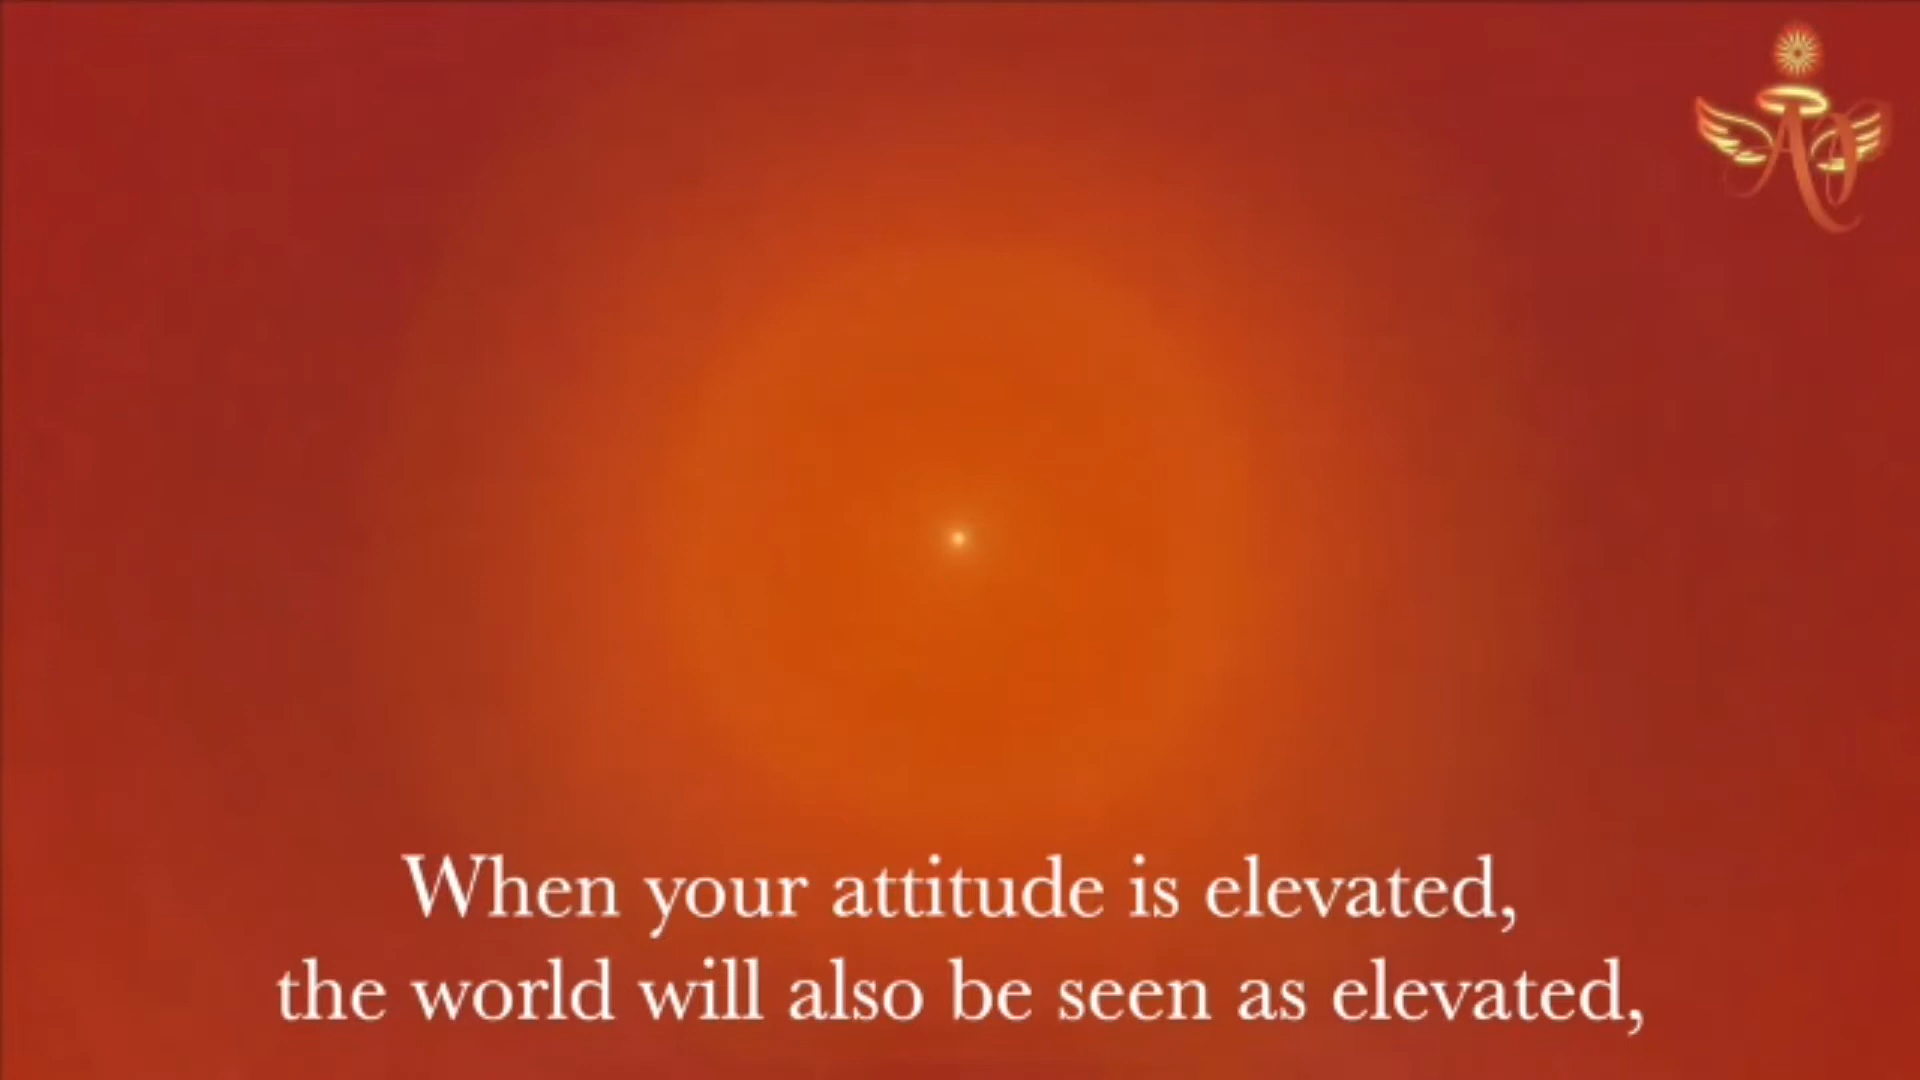 When your attitude is elevated,
the world will also be seen as elevated,